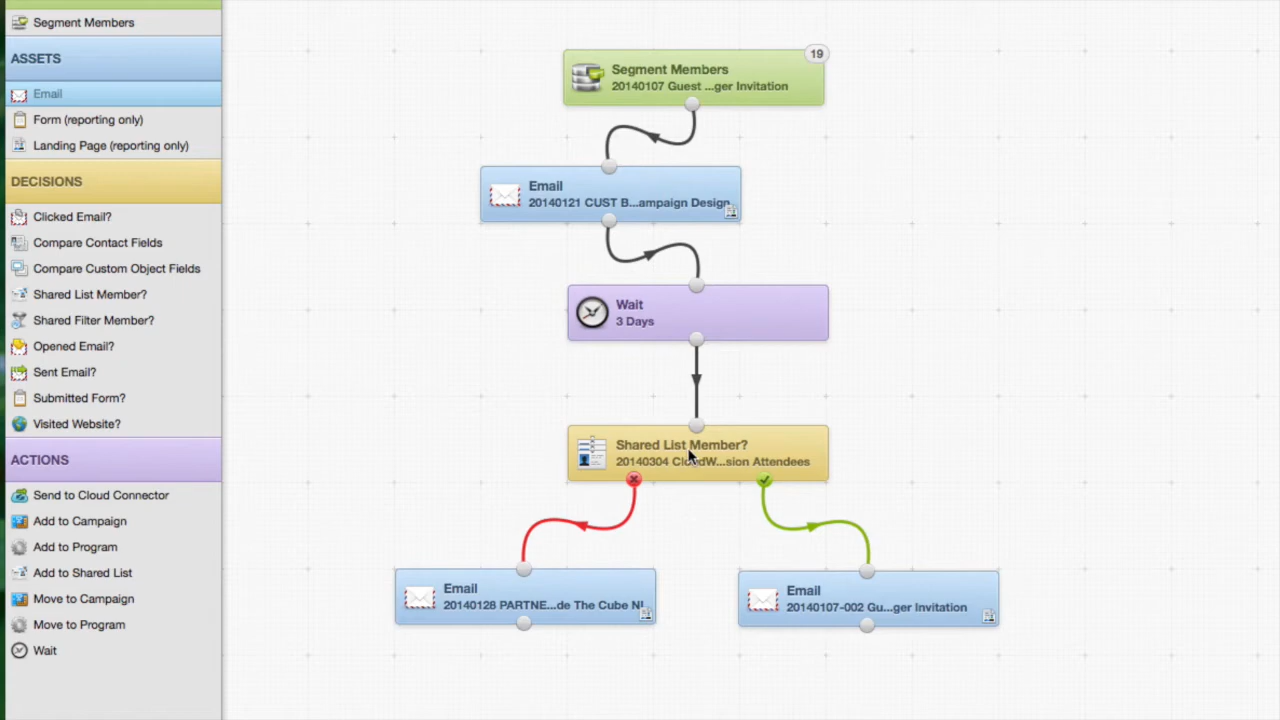 Segment Members
ASSETS
Email
Form (reporting only)
Landing Page (reporting only)
DECISIONS
Clicked Email?
Compare Contact Fields
Compare Custom Object Fields
Shared List Member?
Shared Filter Member?
Opened Email?
Sent Email?
Submitted Form?
Visited Website?
ACTIONS
Send to Cloud Connector
Add to Campaign
Add to Program
Add to Shared List
Move to Campaign
Move to Program
Wait
19
Segment Members
20140107 Guest ...ger Invitation
Email
20140121 CUST B...ampaign Design
Wait
3 Days
Shared List Member?
20140304 CloudW...sion Attendees
Email
20140128 PARTNE...de The Cube NL
Email
20140107-002 Gu...ger Invitation